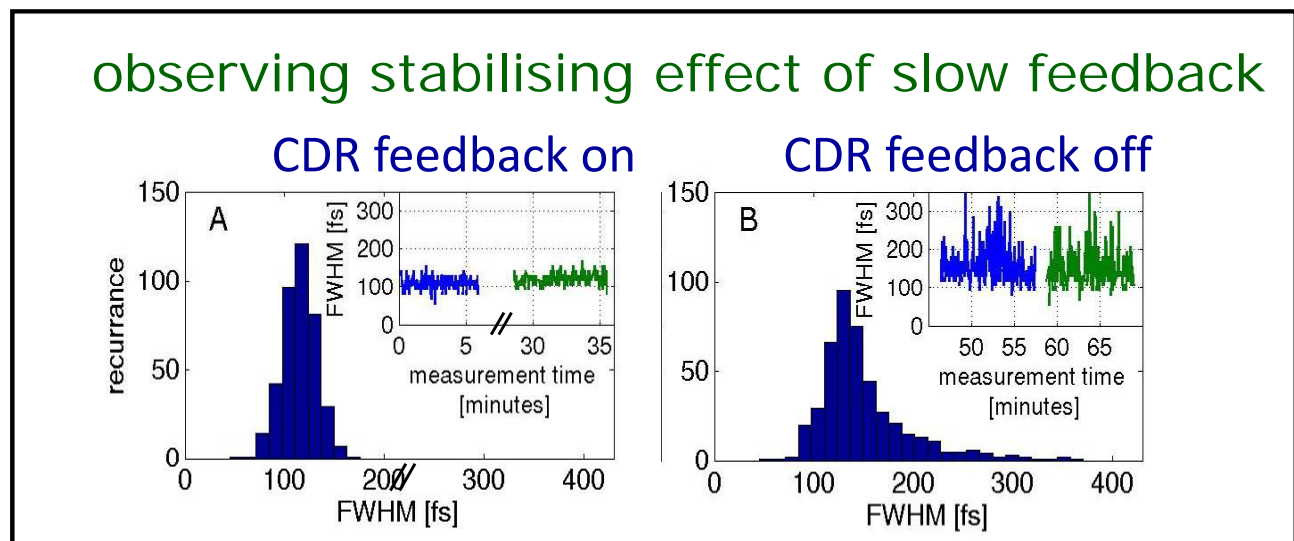 observing stabilising effect of slow feedback
CDR feedback on
CDR feedback off
150
100
50
0
recurrance
A
FWHM [fs]
300
200
100
0
0 5 30 35
//
measurement time
[minutes]
0 100 200 300 400
//
FWHM [fs]
150
100
50
0
B
FWHM [fs]
300
200
100
0
50 55 60 65
measurement time
[minutes]
0 100 200 300 400
FWHM [fs]